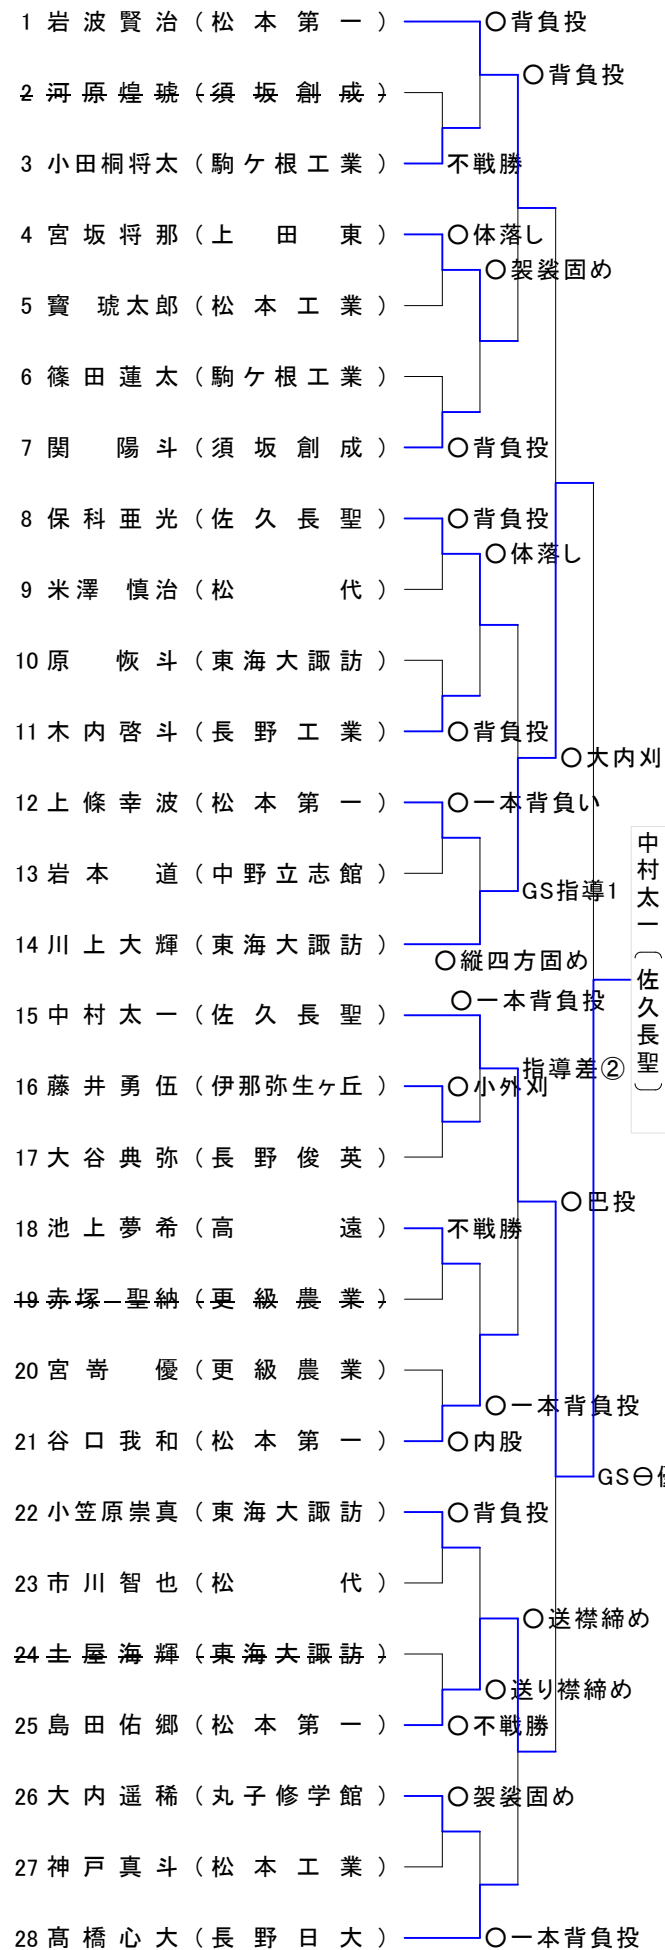 1 岩波賢治（松本第一）
○背負投
○背負投
2 河原煌琥（須坂創成）
3 小田桐将太（駒ケ根工業）
不戦勝
4 宮坂将那（上田東）
○体落し
○袈裟固め
5 寳 琥太郎（松本工業）
6 篠田蓮太（駒ケ根工業）
7 関 陽斗（須坂創成）
○背負投
8 保科亜光（佐久長聖）
○背負投
○体落し
9 米澤 慎治（松代）
10 原 恢斗（東海大諏訪）
11 木内啓斗（長野工業）
○背負投
○大内刈
12 上條幸波（松本第一）
○一本背負い
13 岩本 道（中野立志館）
GS指導1
14 川上大輝（東海大諏訪）
○縦四方固め
○一本背負投
15 中村太一（佐久長聖）
指導差②
中村太一〔佐久長聖〕
16 藤井勇伍（伊那弥生ヶ丘）
○小外刈
17 大谷典弥（長野俊英）
18 池上夢希（高遠）
不戦勝
○巴投
19 赤塚 聖納（更級農業）
20 宮嵜 優（更級農業）
○一本背負投
21 谷口我和（松本第一）
○内股
GS⊖優
22 小笠原崇真（東海大諏訪）
○背負投
23 市川智也（松代）
○送襟締め
24 土屋海輝（東海大諏訪）
○送り襟締め
25 島田佑郷（松本第一）
○不戦勝
26 大内遥稀（丸子修学館）
○袈裟固め
27 神戸真斗（松本工業）
28 髙橋心大（長野日大）
○一本背負投